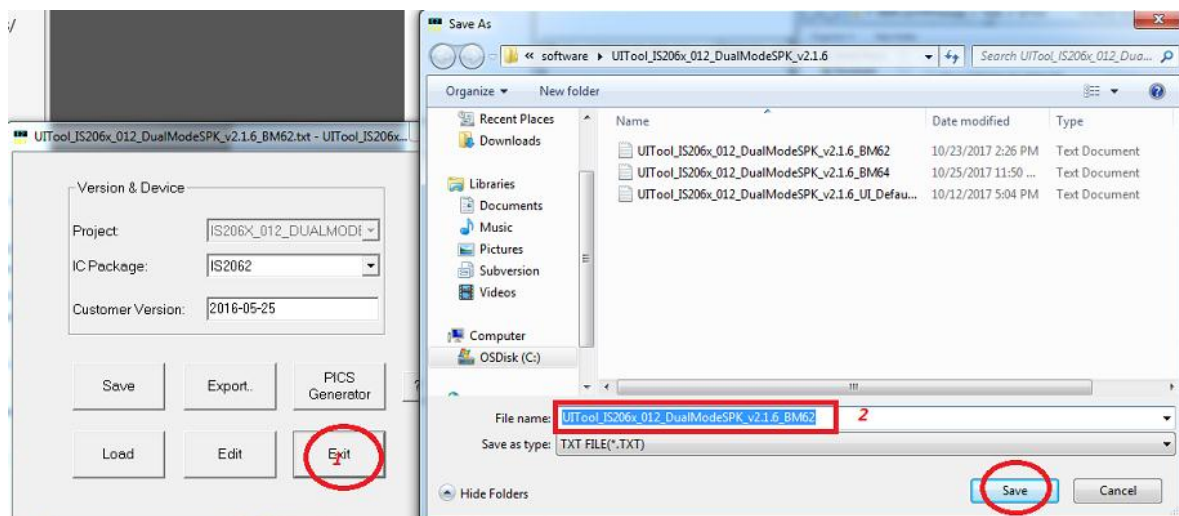 UITool_IS206x_012_DualModeSPK_v2.1.6_BM62.txt - UITool_IS206x...
Version & Device
Project:
IS206X_012_DUALMODE
IC Package:
IS2062
Customer Version:
2016-05-25
Save
Export..
PICS
Generator
?
Load
Edit
Exit
1
Save As
« software ▸ UITool_IS206x_012_DualModeSPK_v2.1.6
Search UITool_IS206x_012_Dua...
Organize
New folder
Recent Places
Downloads
Libraries
Documents
Music
Pictures
Subversion
Videos
Computer
OSDisk (C:)
Name Date modified Type
UITool_IS206x_012_DualModeSPK_v2.1.6_BM62 10/23/2017 2:26 PM Text Document
UITool_IS206x_012_DualModeSPK_v2.1.6_BM64 10/25/2017 11:50 ... Text Document
UITool_IS206x_012_DualModeSPK_v2.1.6_UI_Defau... 10/12/2017 5:04 PM Text Document
File name: UITool_IS206x_012_DualModeSPK_v2.1.6_BM62 2
Save as type: TXT FILE(*.TXT)
Hide Folders
Save
Cancel